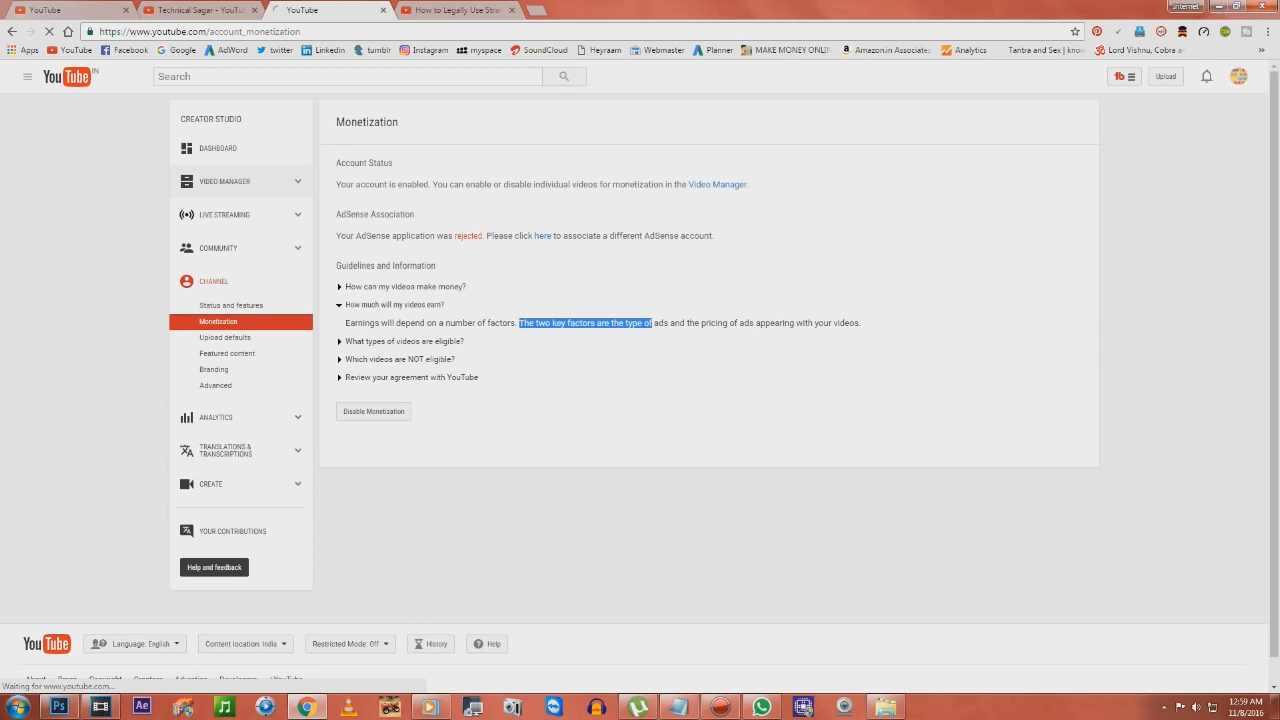 YouTube
Technical Sagar - YouTu
YouTube
How to Legally Use Stra
Internet
https://www.youtube.com/account_monetization
Apps YouTube Facebook Google AdWord twitter LinkedIn tumblr Instagram myspace SoundCloud Heyraam Webmaster Planner MAKE MONEY ONLI Amazon.in Associate Analytics Tantra and Sex | know Lord Vishnu, Cobra a »
YouTube IN
Search
tb
Upload
CREATOR STUDIO
DASHBOARD
VIDEO MANAGER
LIVE STREAMING
COMMUNITY
CHANNEL
Status and features
Monetization
Upload defaults
Featured content
Branding
Advanced
ANALYTICS
TRANSLATIONS &
TRANSCRIPTIONS
CREATE
YOUR CONTRIBUTIONS
Help and feedback
Monetization
Account Status
Your account is enabled. You can enable or disable individual videos for monetization in the Video Manager.
AdSense Association
Your AdSense application was rejected. Please click here to associate a different AdSense account.
Guidelines and Information
How can my videos make money?
How much will my videos earn?
Earnings will depend on a number of factors. The two key factors are the type of ads and the pricing of ads appearing with your videos.
What types of videos are eligible?
Which videos are NOT eligible?
Review your agreement with YouTube
Disable Monetization
YouTube
Language: English
Content location: India
Restricted Mode: Off
History
Help
Waiting for www.youtube.com...
Ps
Ae
12:59 AM
11/8/2016